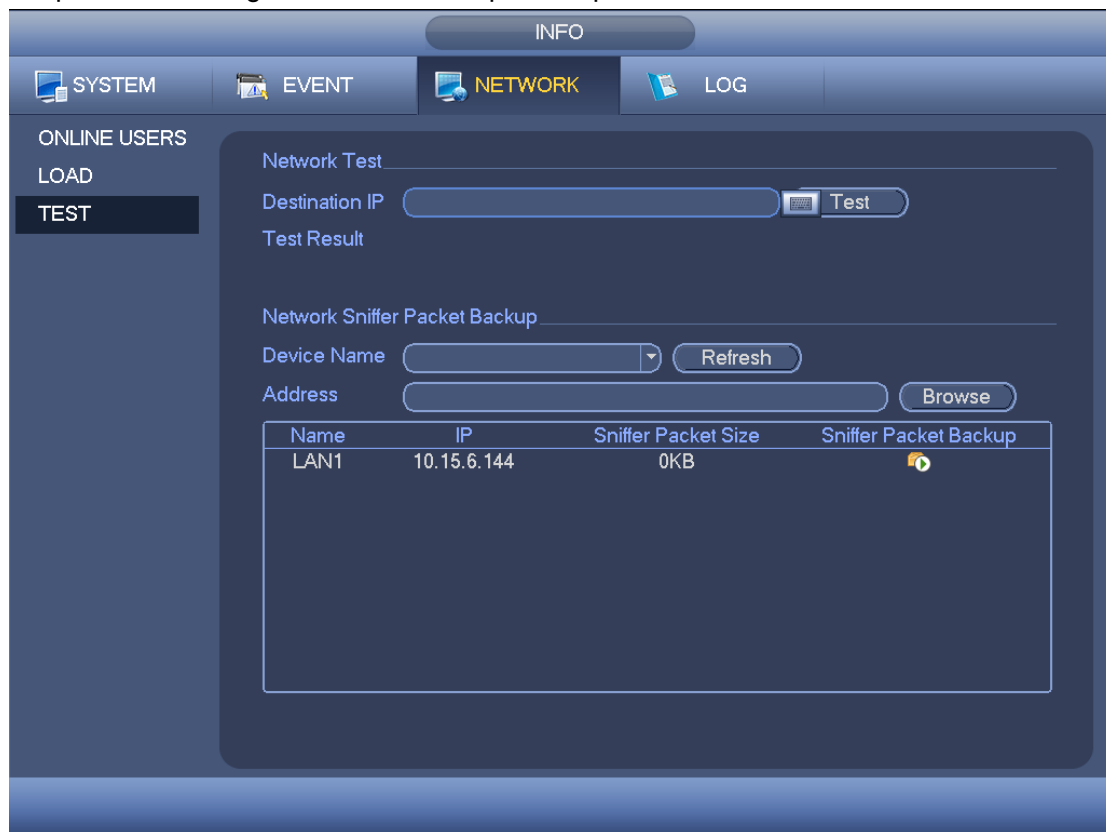 INFO
SYSTEM EVENT NETWORK LOG
ONLINE USERS
LOAD
TEST
Network Test
Destination IP Test
Test Result
Network Sniffer Packet Backup
Device Name Refresh
Address Browse
Name IP Sniffer Packet Size Sniffer Packet Backup
LAN1 10.15.6.144 0KB